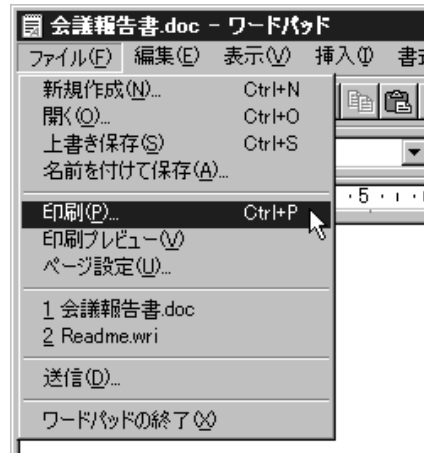 会議報告書.doc - ワードパッド
ファイル(F) 編集(E) 表示(V) 挿入(I) 書式
新規作成(N)... Ctrl+N
開く(O)... Ctrl+O
上書き保存(S) Ctrl+S
名前を付けて保存(A)...
印刷(P)... Ctrl+P
・5・
印刷プレビュー(V)
ページ設定(U)...
1 会議報告書.doc
2 Readme.wri
送信(D)...
ワードパッドの終了(X)